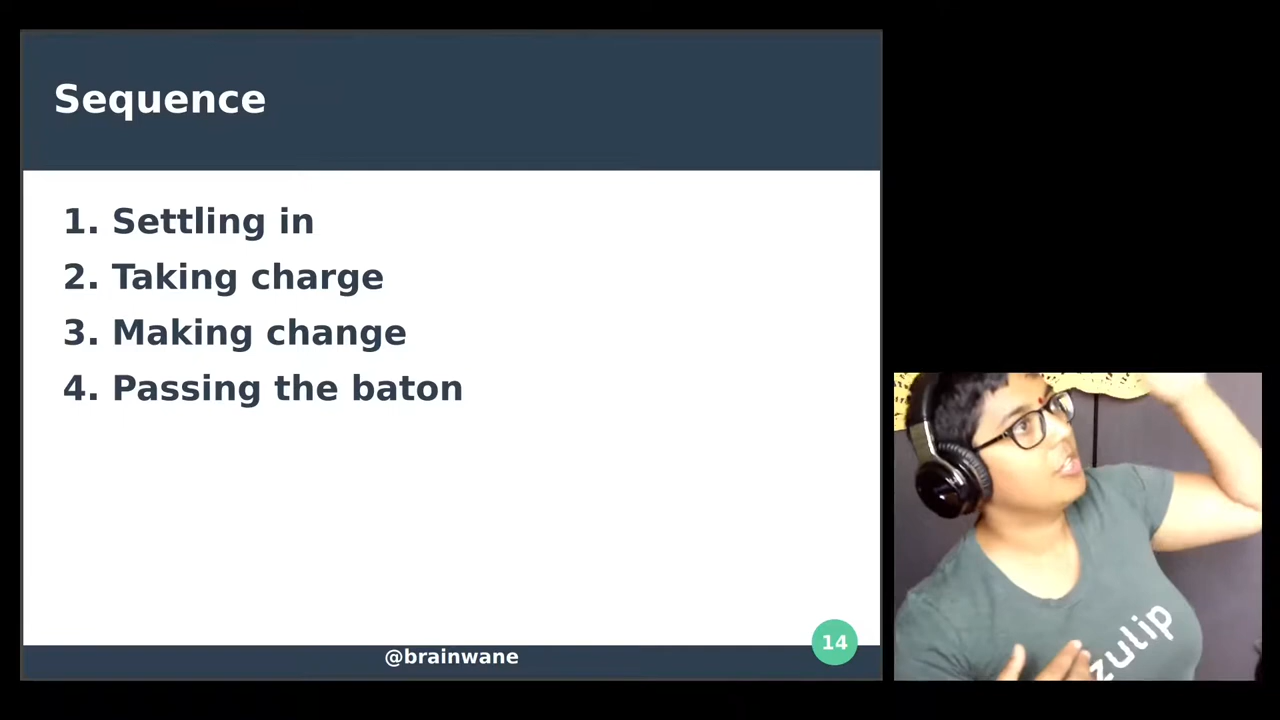 Sequence
1. Settling in
2. Taking charge
3. Making change
4. Passing the baton
@brainwane
14
zulip